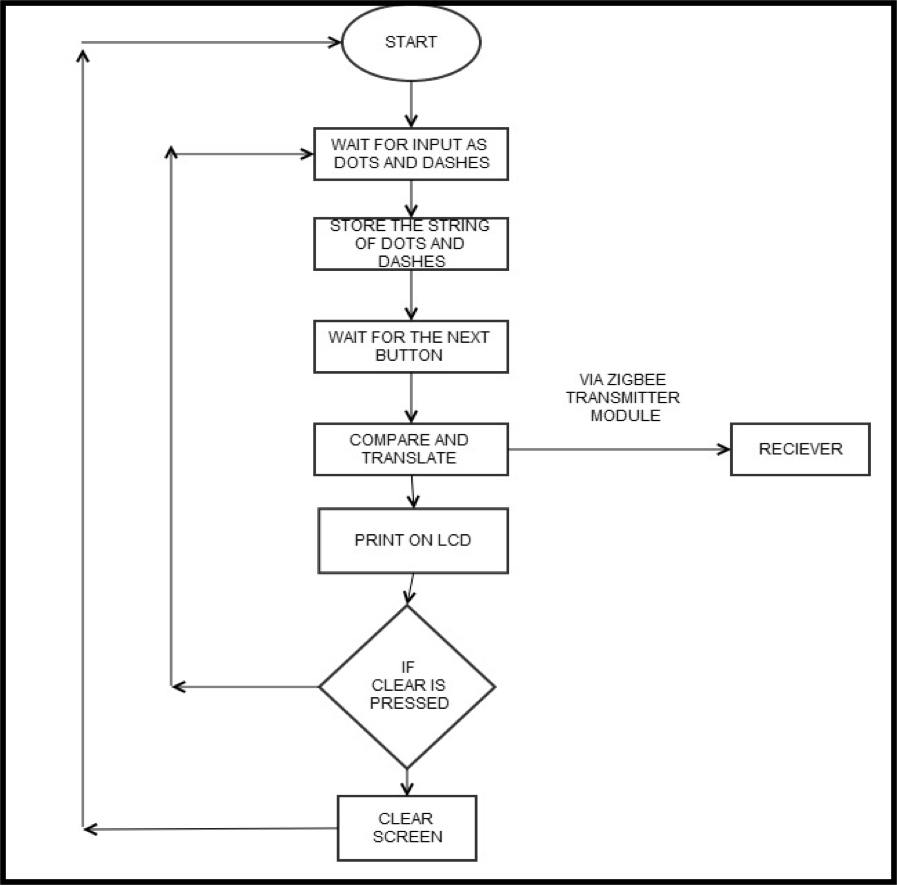 START
WAIT FOR INPUT AS
DOTS AND DASHES
STORE THE STRING
OF DOTS AND
DASHES
WAIT FOR THE NEXT
BUTTON
VIA ZIGBEE
TRANSMITTER
MODULE
COMPARE AND
TRANSLATE
RECIEVER
PRINT ON LCD
IF
CLEAR IS
PRESSED
CLEAR
SCREEN